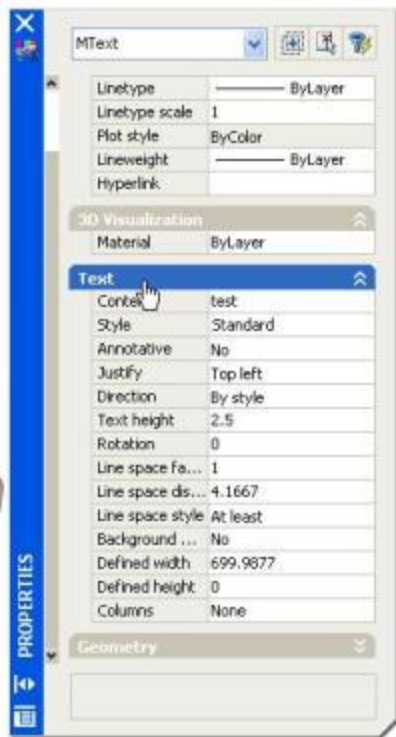 MText
Linetype ByLayer
Linetype scale 1
Plot style ByColor
Lineweight ByLayer
Hyperlink
3D Visualization
Material ByLayer
Text
Conte test
Style Standard
Annotative No
Justify Top left
Direction By style
Text height 2.5
Rotation 0
Line space fa... 1
Line space dis... 4.1667
Line space style At least
Background ... No
Defined width 699.9877
Defined height 0
Columns None
Geometry
PROPERTIES